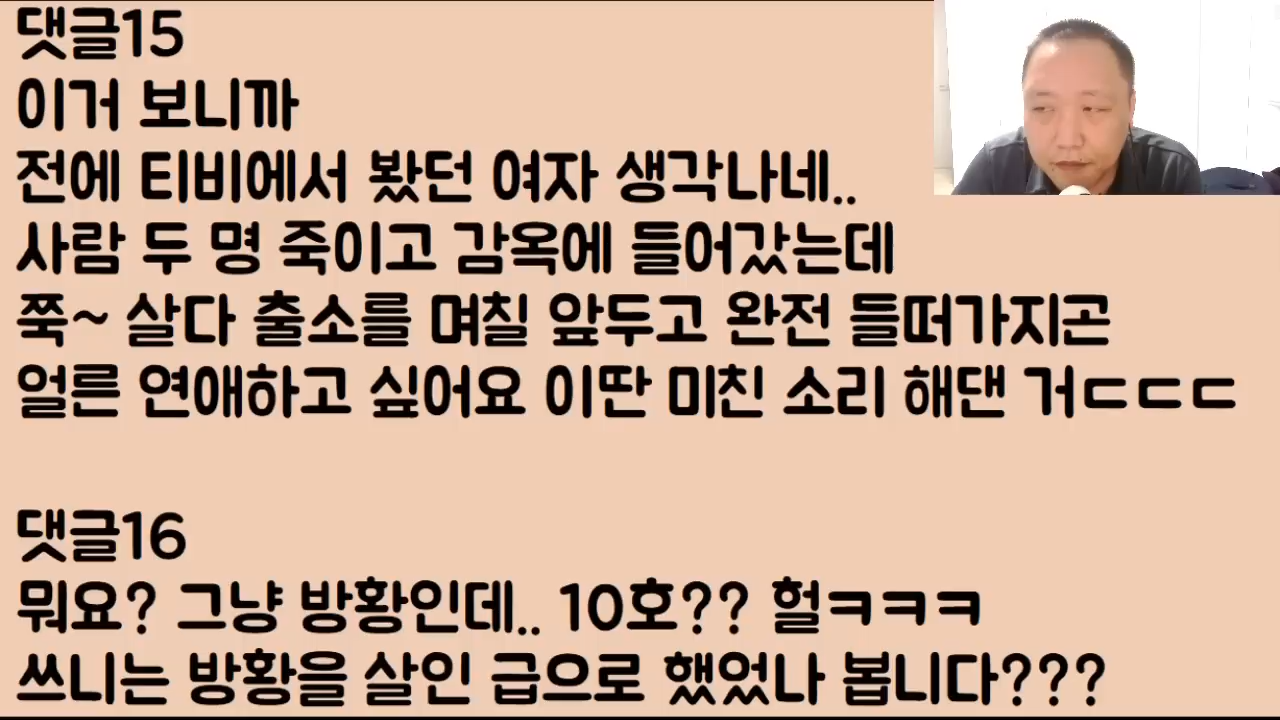 댓글15
이거 보니까
전에 티비에서 봤던 여자 생각나네..
사람 두 명 죽이고 감옥에 들어갔는데
쭉~ 살다 출소를 며칠 앞두고 완전 들떠가지곤
얼른 연애하고 싶어요 이딴 미친 소리 해댄 거ㄷㄷㄷ
댓글16
뭐요? 그냥 방황인데.. 10호?? 헐ㅋㅋㅋ
쓰니는 방황을 살인 급으로 했었나 봅니다???